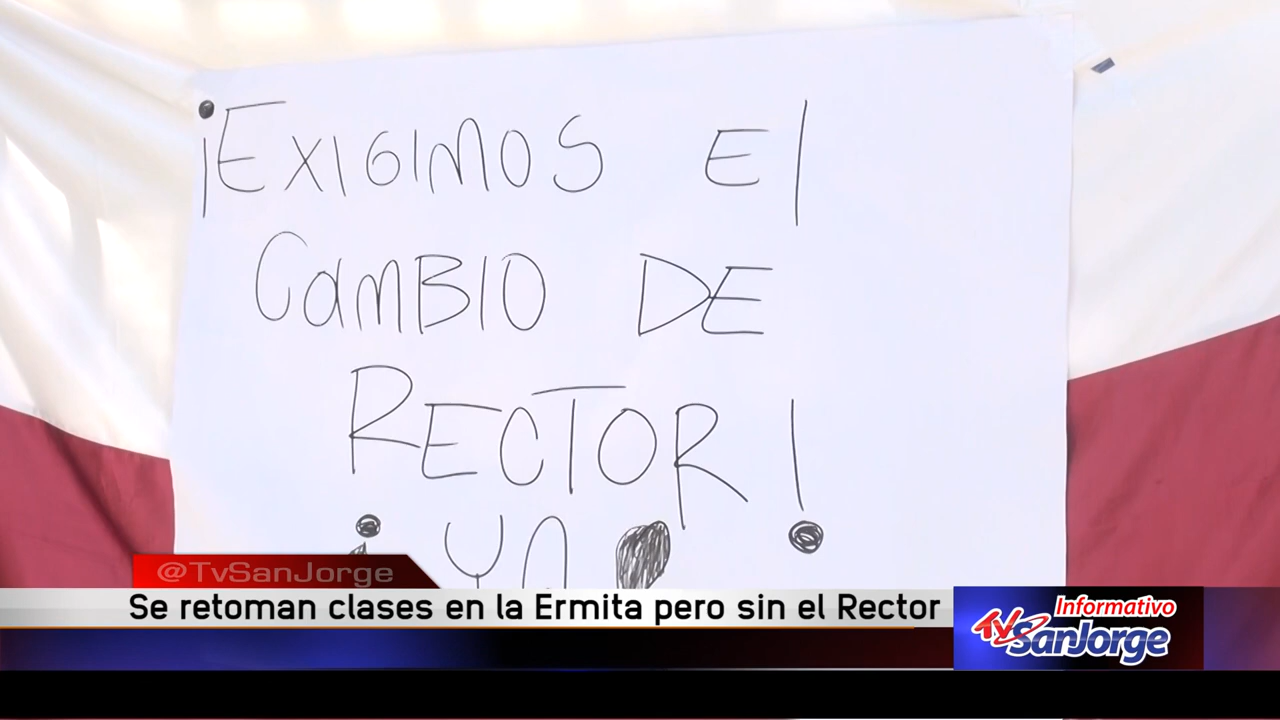 ¡EXIGIMOS El
CAMBIO DE
RECTOR!
¡YA!
@TvSanJorge
Se retoman clases en la Ermita pero sin el Rector
Informativo
TV SanJorge